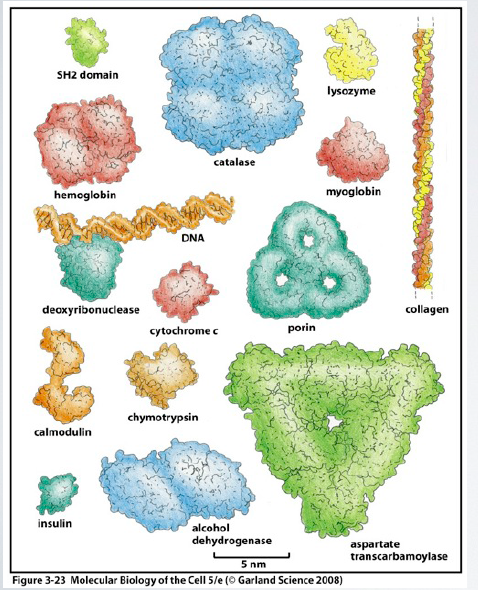 SH2 domain
catalase
lysozyme
hemoglobin
myoglobin
DNA
deoxyribonuclease
cytochrome c
porin
collagen
calmodulin
chymotrypsin
insulin
alcohol
dehydrogenase
aspartate
transcarbamoylase
5 nm
Figure 3-23 Molecular Biology of the Cell 5/e (© Garland Science 2008)